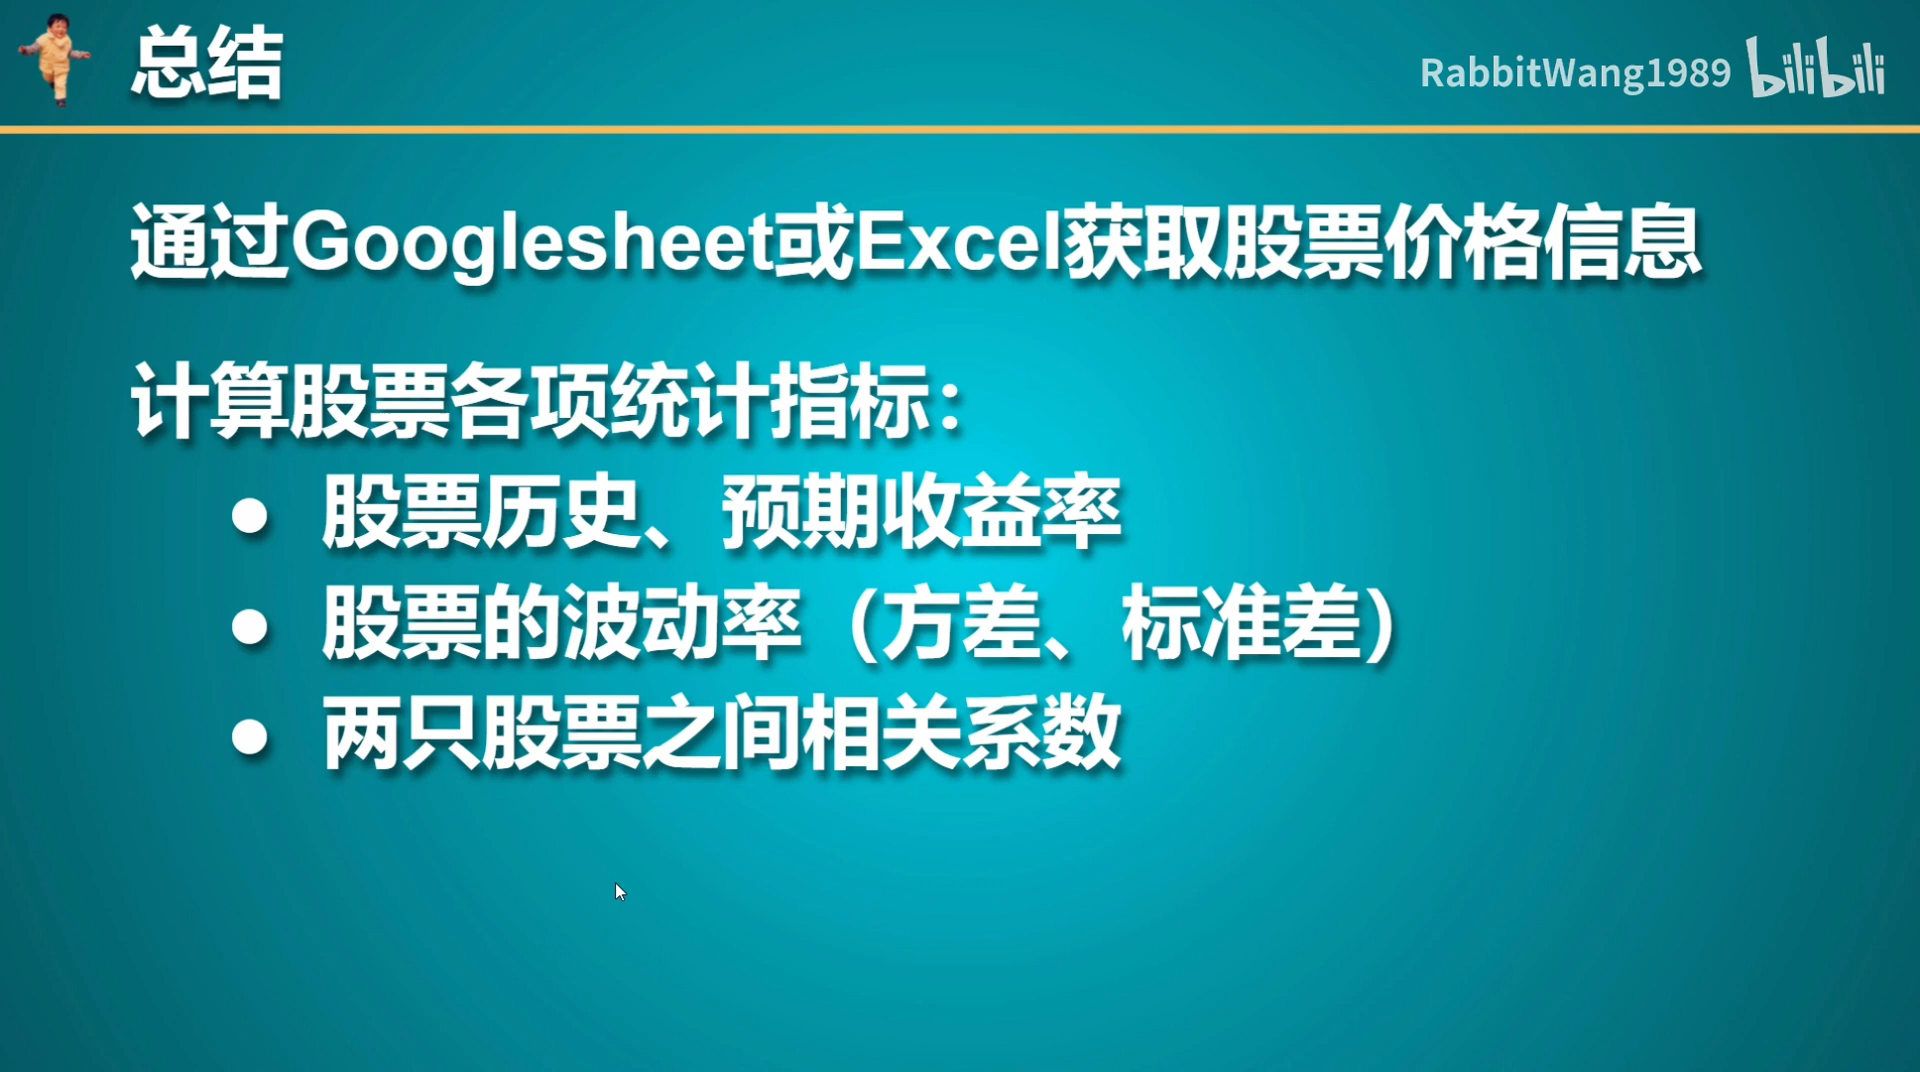 总结
RabbitWang1989 bilibili
通过Googlesheet或Excel获取股票价格信息
计算股票各项统计指标：
● 股票历史、预期收益率
● 股票的波动率（方差、标准差）
● 两只股票之间相关系数